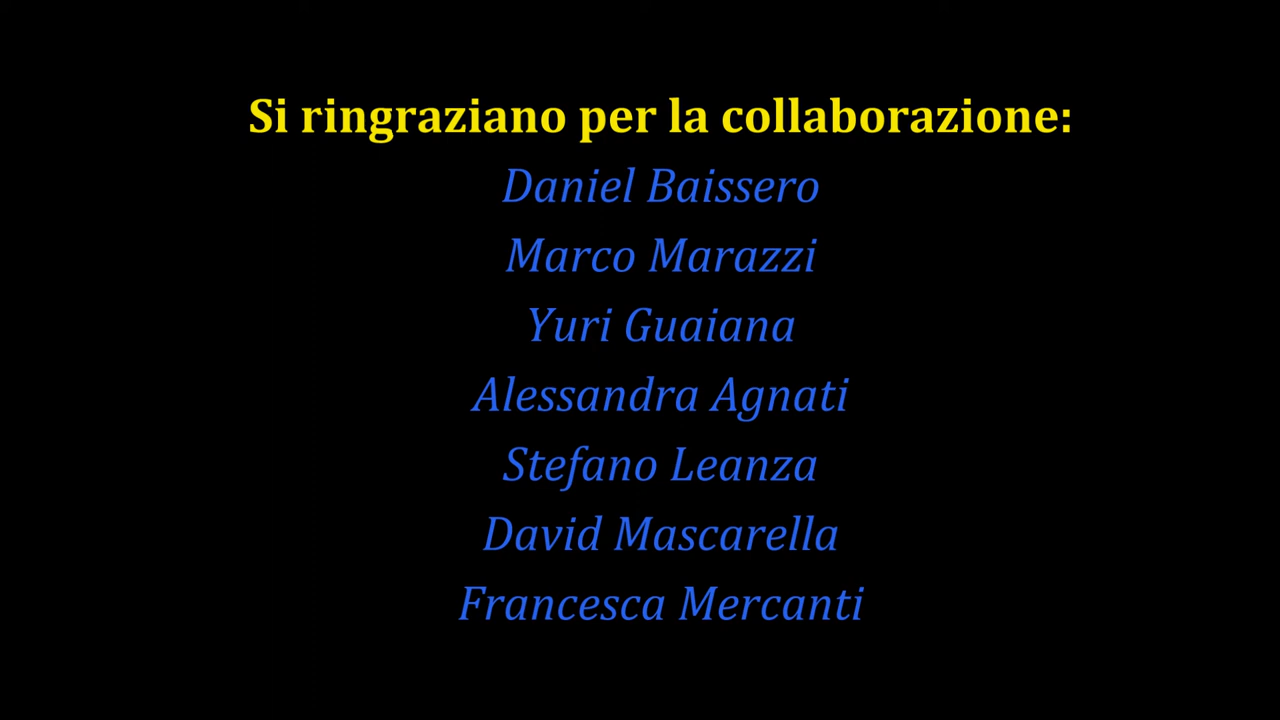 Si ringraziano per la collaborazione:
Daniel Baissero
Marco Marazzi
Yuri Guaiana
Alessandra Agnati
Stefano Leanza
David Mascarella
Francesca Mercanti